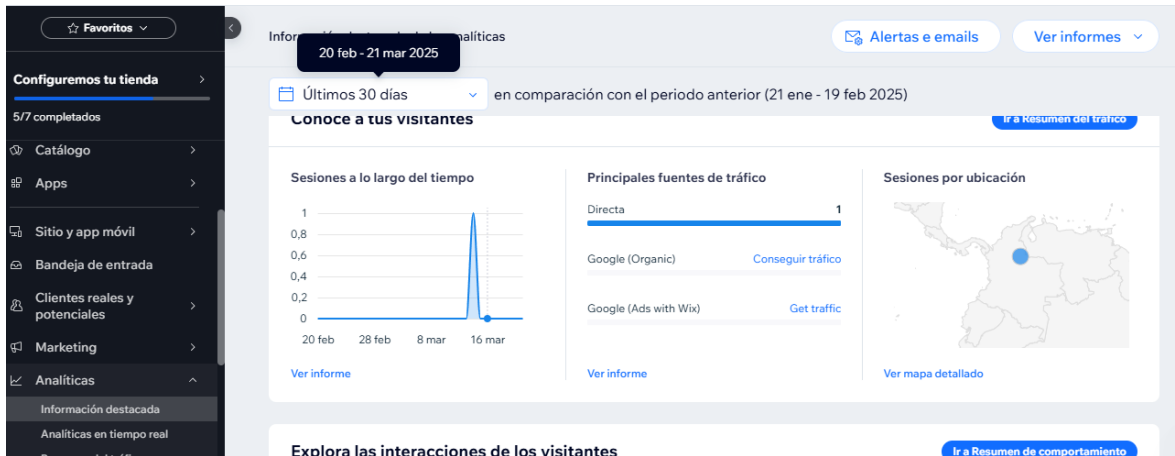 Favoritos
Configuremos tu tienda
5/7 completados
Catálogo
Apps
Sitio y app móvil
Bandeja de entrada
Clientes reales y
potenciales
Marketing
Analíticas
Información destacada
Analíticas en tiempo real
20 feb - 21 mar 2025
Alertas e emails
Ver informes
Últimos 30 días
en comparación con el periodo anterior (21 ene - 19 feb 2025)
Conoce a tus visitantes
Ir a Resumen del tráfico
Sesiones a lo largo del tiempo
1
0,8
0,6
0,4
0,2
0
20 feb 28 feb 8 mar 16 mar
Ver informe
Principales fuentes de tráfico
Directa 1
Google (Organic) Conseguir tráfico
Google (Ads with Wix) Get traffic
Ver informe
Sesiones por ubicación
Ver mapa detallado
Explora las interacciones de los visitantes
Ir a Resumen de comportamiento